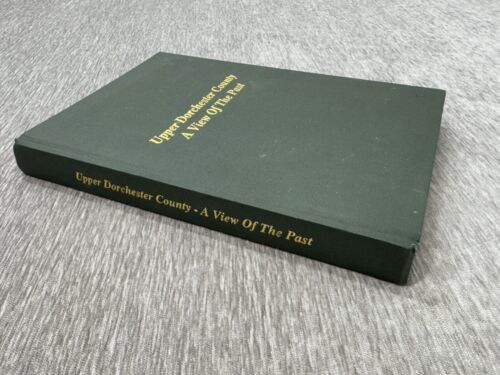 Upper Dorchester County
A View Of The Past
Upper Dorchester County - A View Of The Past